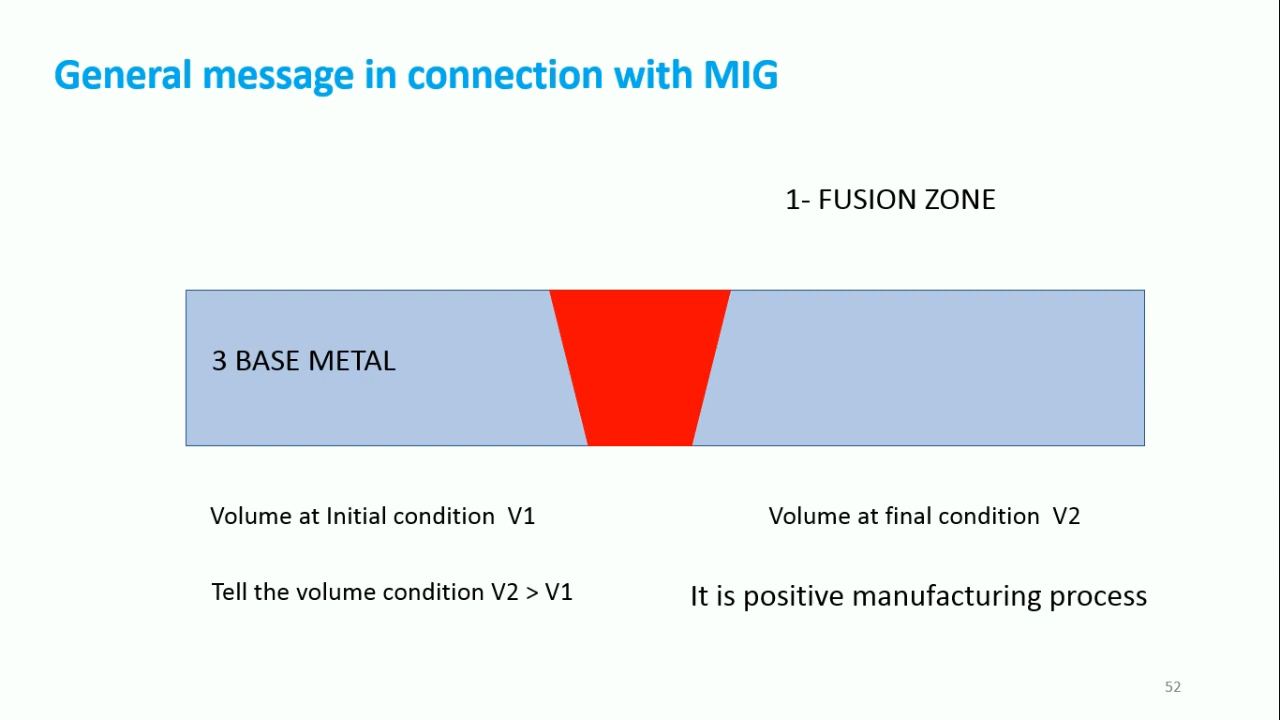 General message in connection with MIG
1- FUSION ZONE
3 BASE METAL
Volume at Initial condition V1
Volume at final condition V2
Tell the volume condition V2 > V1
It is positive manufacturing process
52